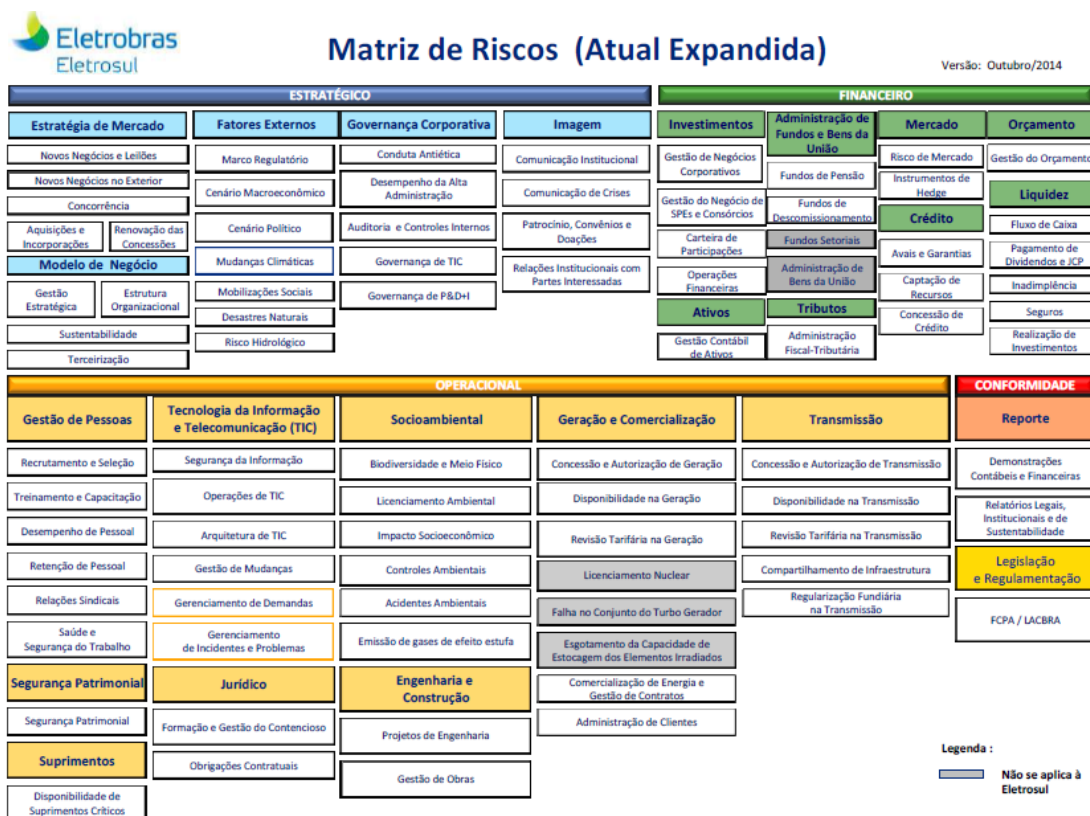 Eletrobras
Eletrosul
Matriz de Riscos (Atual Expandida)
Versão: Outubro/2014
ESTRATÉGICO
Estratégia de Mercado
Novos Negócios e Leilões
Novos Negócios no Exterior
Concorrência
Aquisições e
Incorporações
Renovação das
Concessões
Modelo de Negócio
Gestão
Estratégica
Estrutura
Organizacional
Sustentabilidade
Terceirização
Fatores Externos
Marco Regulatório
Cenário Macroeconômico
Cenário Político
Mudanças Climáticas
Mobilizações Sociais
Desastres Naturais
Risco Hidrológico
Governança Corporativa
Conduta Antiética
Desempenho da Alta
Administração
Auditoria e Controles Internos
Governança de TIC
Governança de P&D+I
Imagem
Comunicação Institucional
Comunicação de Crises
Patrocínio, Convênios e
Doações
Relações Institucionais com
Partes Interessadas
FINANCEIRO
Investimentos
Gestão de Negócios
Corporativos
Gestão do Negócio de
SPEs e Consórcios
Carteira de
Participações
Operações
Financeiras
Ativos
Gestão Contábil
de Ativos
Administração de
Fundos e Bens da
União
Fundos de Pensão
Fundos de
Descomissionamento
Fundos Setoriais
Administração de
Bens da União
Tributos
Administração
Fiscal-Tributária
Mercado
Risco de Mercado
Instrumentos de
Hedge
Crédito
Avais e Garantias
Captação de
Recursos
Concessão de
Crédito
Orçamento
Gestão do Orçamento
Liquidez
Fluxo de Caixa
Pagamento de
Dividendos e JCP
Inadimplência
Seguros
Realização de
Investimentos
OPERACIONAL
Gestão de Pessoas
Recrutamento e Seleção
Treinamento e Capacitação
Desempenho de Pessoal
Retenção de Pessoal
Relações Sindicais
Saúde e
Segurança do Trabalho
Segurança Patrimonial
Segurança Patrimonial
Suprimentos
Disponibilidade de
Suprimentos Críticos
Tecnologia da Informação
e Telecomunicação (TIC)
Segurança da Informação
Operações de TIC
Arquitetura de TIC
Gestão de Mudanças
Gerenciamento de Demandas
Gerenciamento
de Incidentes e Problemas
Jurídico
Formação e Gestão do Contencioso
Obrigações Contratuais
Socioambiental
Biodiversidade e Meio Físico
Licenciamento Ambiental
Impacto Socioeconômico
Controles Ambientais
Acidentes Ambientais
Emissão de gases de efeito estufa
Engenharia e
Construção
Projetos de Engenharia
Gestão de Obras
Geração e Comercialização
Concessão e Autorização de Geração
Disponibilidade na Geração
Revisão Tarifária na Geração
Licenciamento Nuclear
Falha no Conjunto do Turbo Gerador
Esgotamento da Capacidade de
Estocagem dos Elementos Irradiados
Comercialização de Energia e
Gestão de Contratos
Administração de Clientes
Transmissão
Concessão e Autorização de Transmissão
Disponibilidade na Transmissão
Revisão Tarifária na Transmissão
Compartilhamento de Infraestrutura
Regularização Fundiária
na Transmissão
CONFORMIDADE
Reporte
Demonstrações
Contábeis e Financeiras
Relatórios Legais,
Institucionais e de
Sustentabilidade
Legislação
e Regulamentação
FCPA / LACBRA
Legenda :
Não se aplica à
Eletrosul